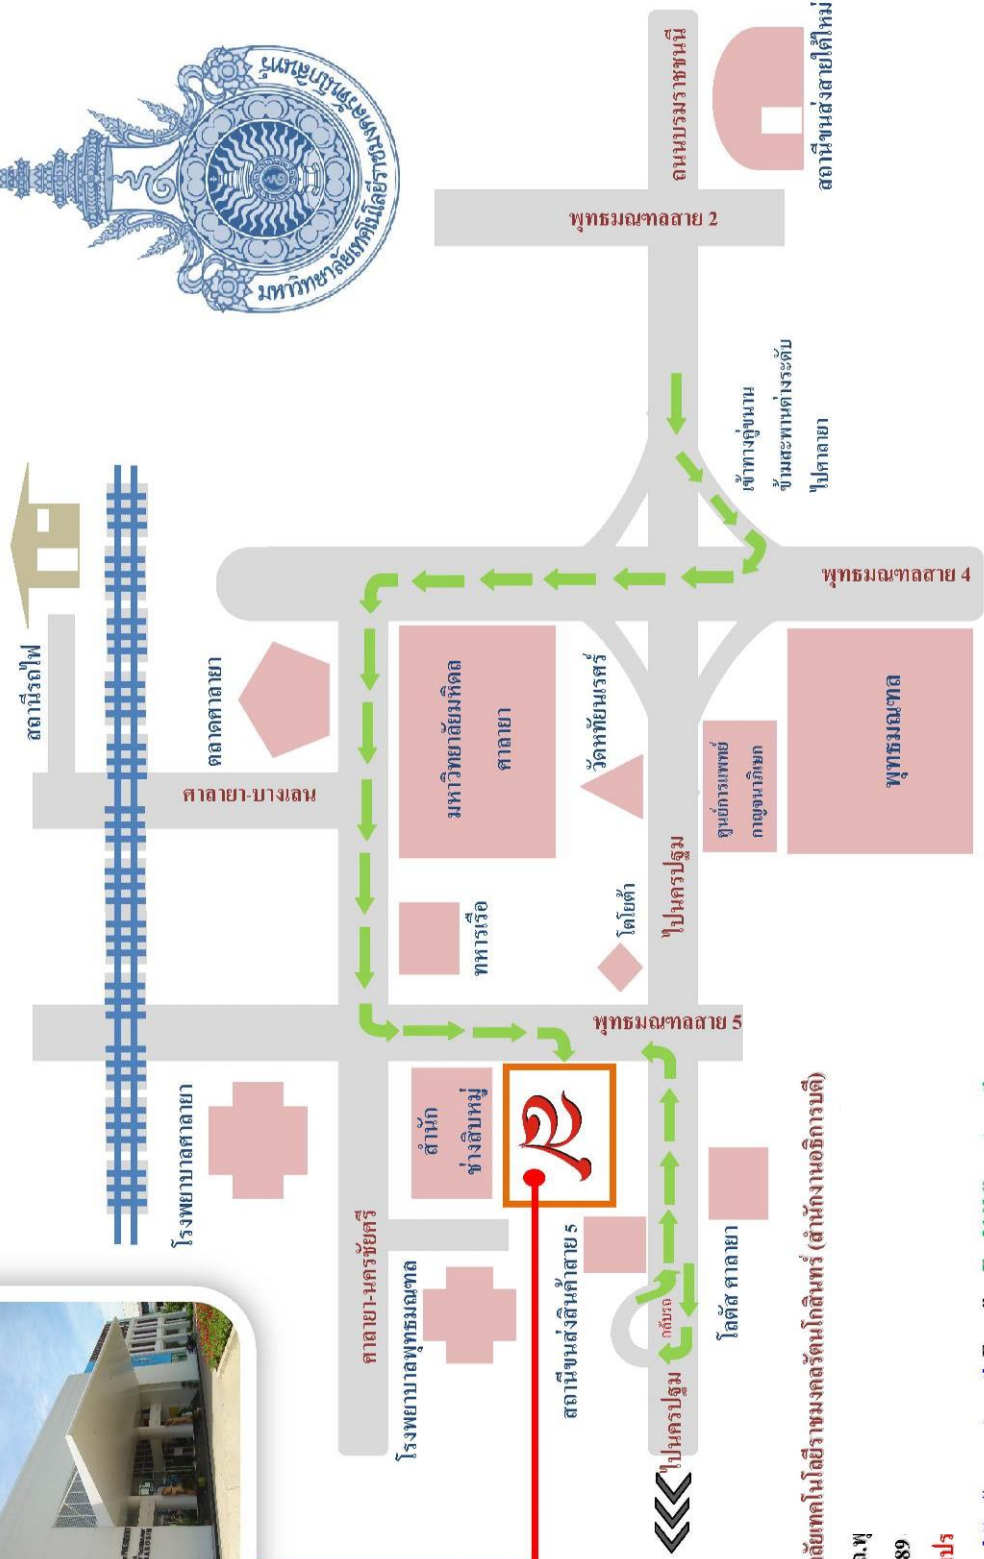 มหาวิทยาลัยเทคโนโลยีราชมงคลรัตนโกสินทร์
สถานีรถไฟ
ตลาดศาลายา
ศาลายา-บางเลน
โรงพยาบาลศาลายา
ศาลายา-นครชัยศรี
โรงพยาบาลพุทธมณฑล
สำนัก
ช่างสิบหมู่
ส
ทหารเรือ
มหาวิทยาลัยมหิดล
ศาลายา
วัดหทัยนเรศร์
โตโยต้า
พุทธมณฑลสาย 5
สถานีขนส่งสินค้าสาย 5
กลับรถ
ไปนครปฐม
โลตัส ศาลายา
ไปนครปฐม
ศูนย์การแพทย์
กาญจนาภิเษก
พุทธมณฑล
พุทธมณฑลสาย 4
เข้าทางคู่ขนาน
ข้ามสะพานต่างระดับ
ไปศาลายา
พุทธมณฑลสาย 2
ถนนบรมราชชนนี
สถานีขนส่งสายใต้ใหม่
ลัยเทคโนโลยีราชมงคลรัตนโกสินทร์ (สำนักงานอธิการบดี)
ถ.พุ
89